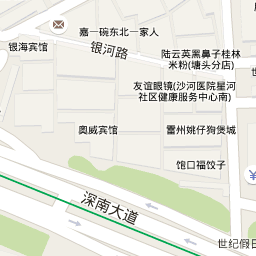 嘉一碗东北一家人
银海宾馆
银河路
陆云英黑鼻子桂林
米粉(塘头分店)
友谊眼镜(沙河医院星河
社区健康服务中心南)
奥威宾馆
雷州姚仔狗煲城
饱口福饺子
深南大道
世纪假日